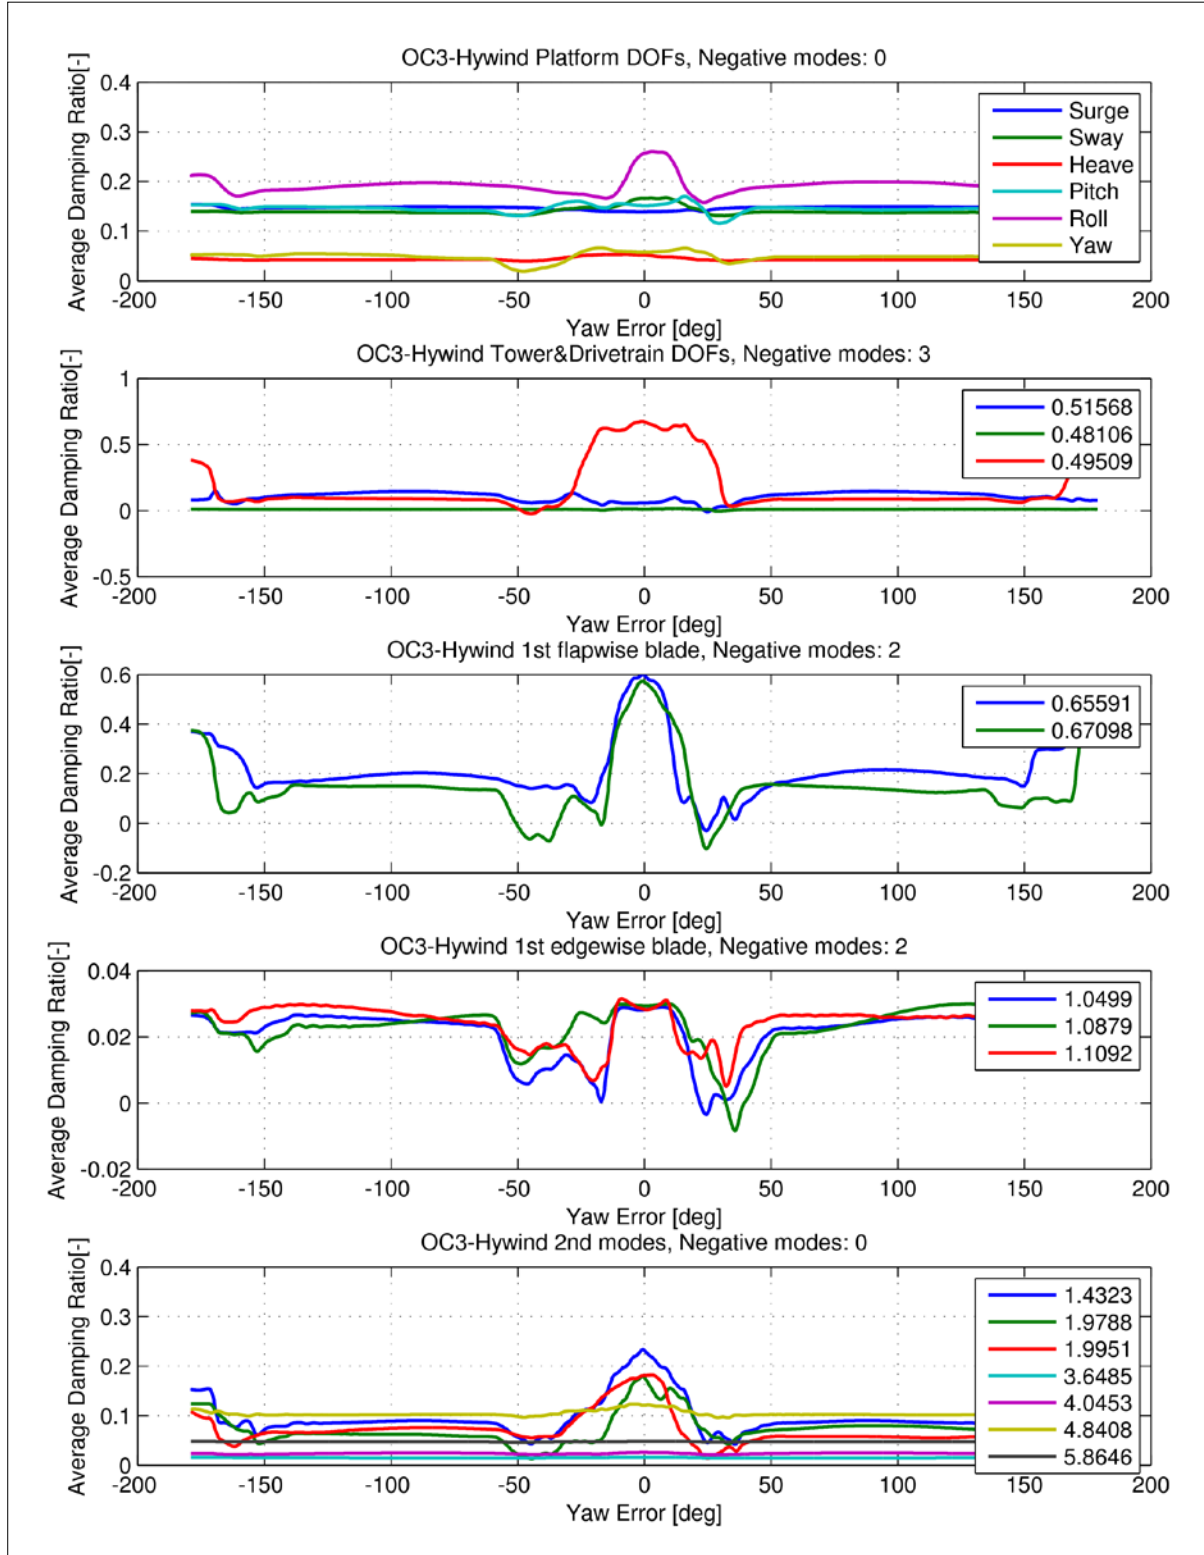 OC3-Hywind Platform DOFs, Negative modes: 0
Average Damping Ratio[-]
0.4
0.3
0.2
0.1
0
Surge
Sway
Heave
Pitch
Roll
Yaw
-200 -150 -100 -50 0 50 100 150 200
Yaw Error [deg]
OC3-Hywind Tower&Drivetrain DOFs, Negative modes: 3
Average Damping Ratio[-]
1
0.5
0
-0.5
0.51568
0.48106
0.49509
-200 -150 -100 -50 0 50 100 150 200
Yaw Error [deg]
OC3-Hywind 1st flapwise blade, Negative modes: 2
Average Damping Ratio[-]
0.6
0.4
0.2
0
-0.2
0.65591
0.67098
-200 -150 -100 -50 0 50 100 150 200
Yaw Error [deg]
OC3-Hywind 1st edgewise blade, Negative modes: 2
Average Damping Ratio[-]
0.04
0.02
0
-0.02
1.0499
1.0879
1.1092
-200 -150 -100 -50 0 50 100 150 200
Yaw Error [deg]
OC3-Hywind 2nd modes, Negative modes: 0
Average Damping Ratio[-]
0.4
0.3
0.2
0.1
0
1.4323
1.9788
1.9951
3.6485
4.0453
4.8408
5.8646
-200 -150 -100 -50 0 50 100 150 200
Yaw Error [deg]